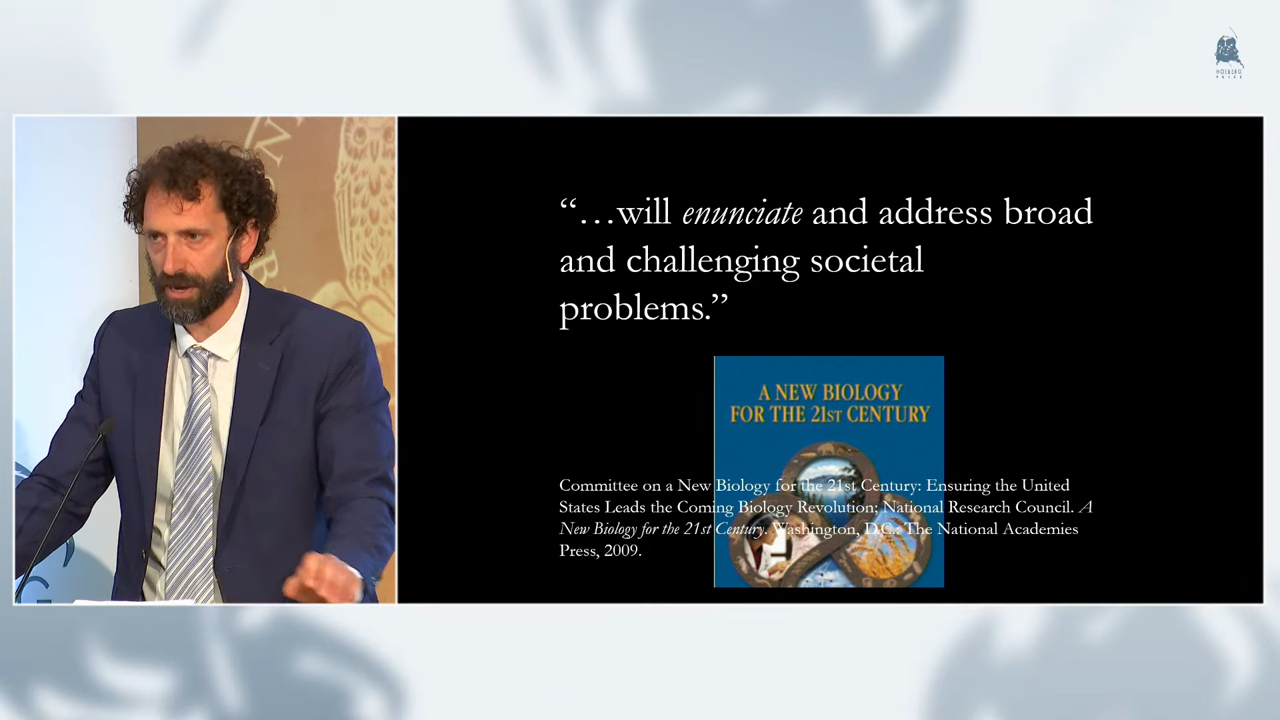 HOLBERG
PRIZE
“…will enunciate and address broad
and challenging societal
problems.”
A NEW BIOLOGY
FOR THE 21ST CENTURY
Committee on a New Biology for the 21st Century: Ensuring the United
States Leads the Coming Biology Revolution; National Research Council. A
New Biology for the 21st Century. Washington, D.C.: The National Academies
Press, 2009.